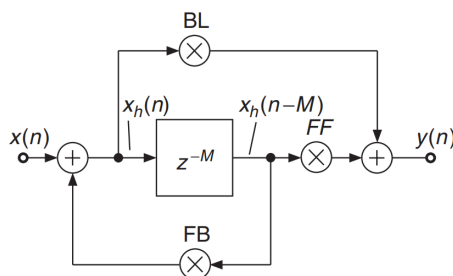 BL
x_h(n)
x_h(n−M)
FF
x(n)
+
z^{−M}
+
y(n)
FB